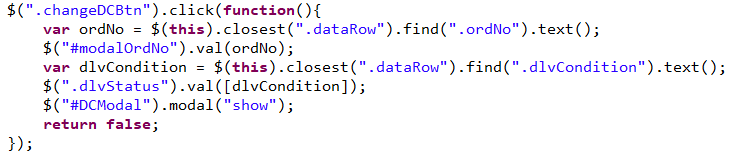 $(".changeDCBtn").click(function(){
    var ordNo = $(this).closest(".dataRow").find(".ordNo").text();
    $("#modalOrdNo").val(ordNo);
    var dlvCondition = $(this).closest(".dataRow").find(".dlvCondition").text();
    $(".dlvStatus").val([dlvCondition]);
    $("#DCModal").modal("show");
    return false;
});